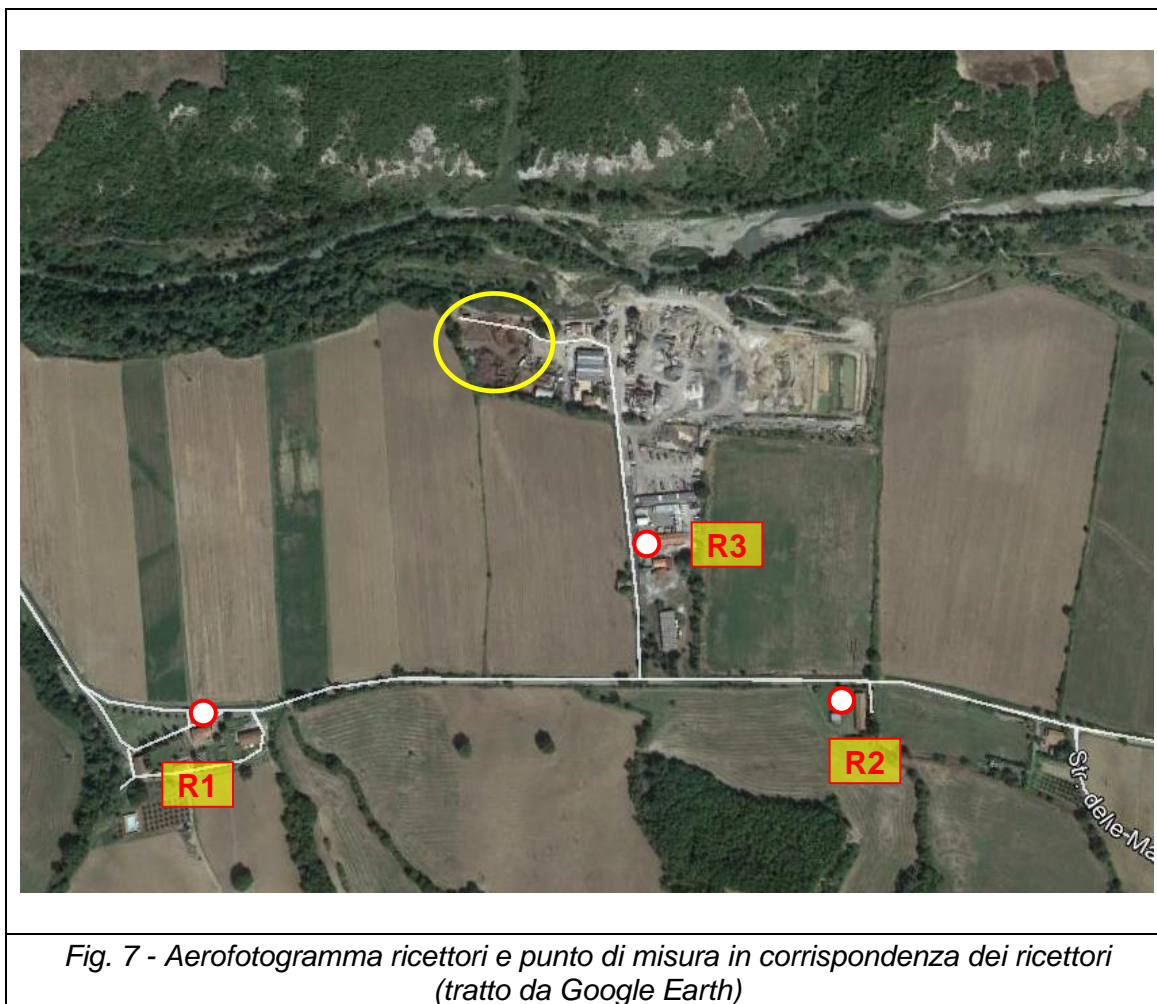 R3
R2
R1
Str. delle-Ma
Fig. 7 - Aerofotogramma ricettori e punto di misura in corrispondenza dei ricettori
(tratto da Google Earth)